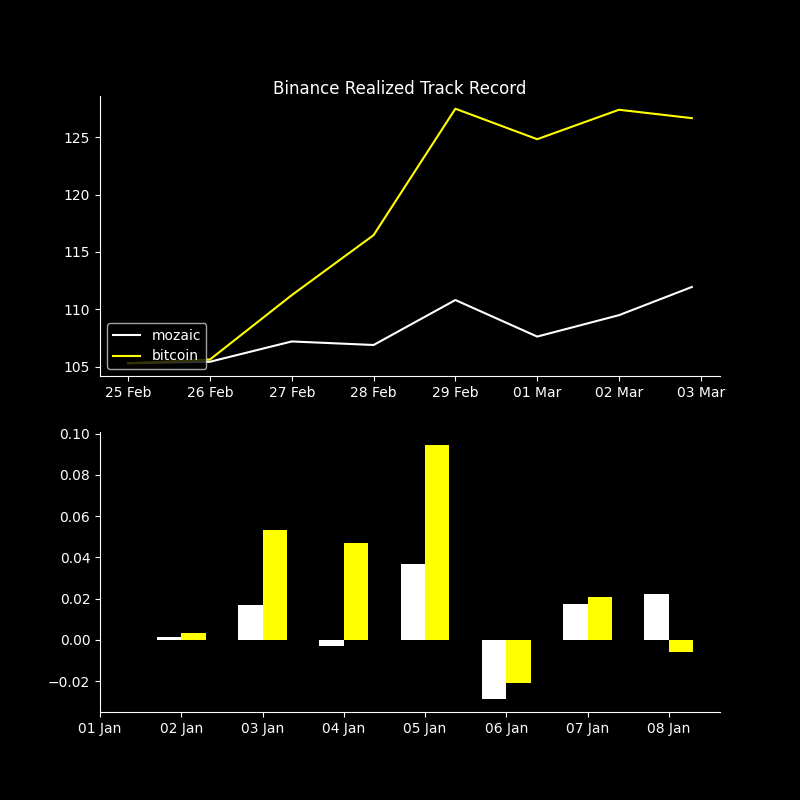 Binance Realized Track Record
125
120
115
110
105
mozaic
bitcoin
25 Feb 26 Feb 27 Feb 28 Feb 29 Feb 01 Mar 02 Mar 03 Mar
0.10
0.08
0.06
0.04
0.02
0.00
−0.02
01 Jan 02 Jan 03 Jan 04 Jan 05 Jan 06 Jan 07 Jan 08 Jan